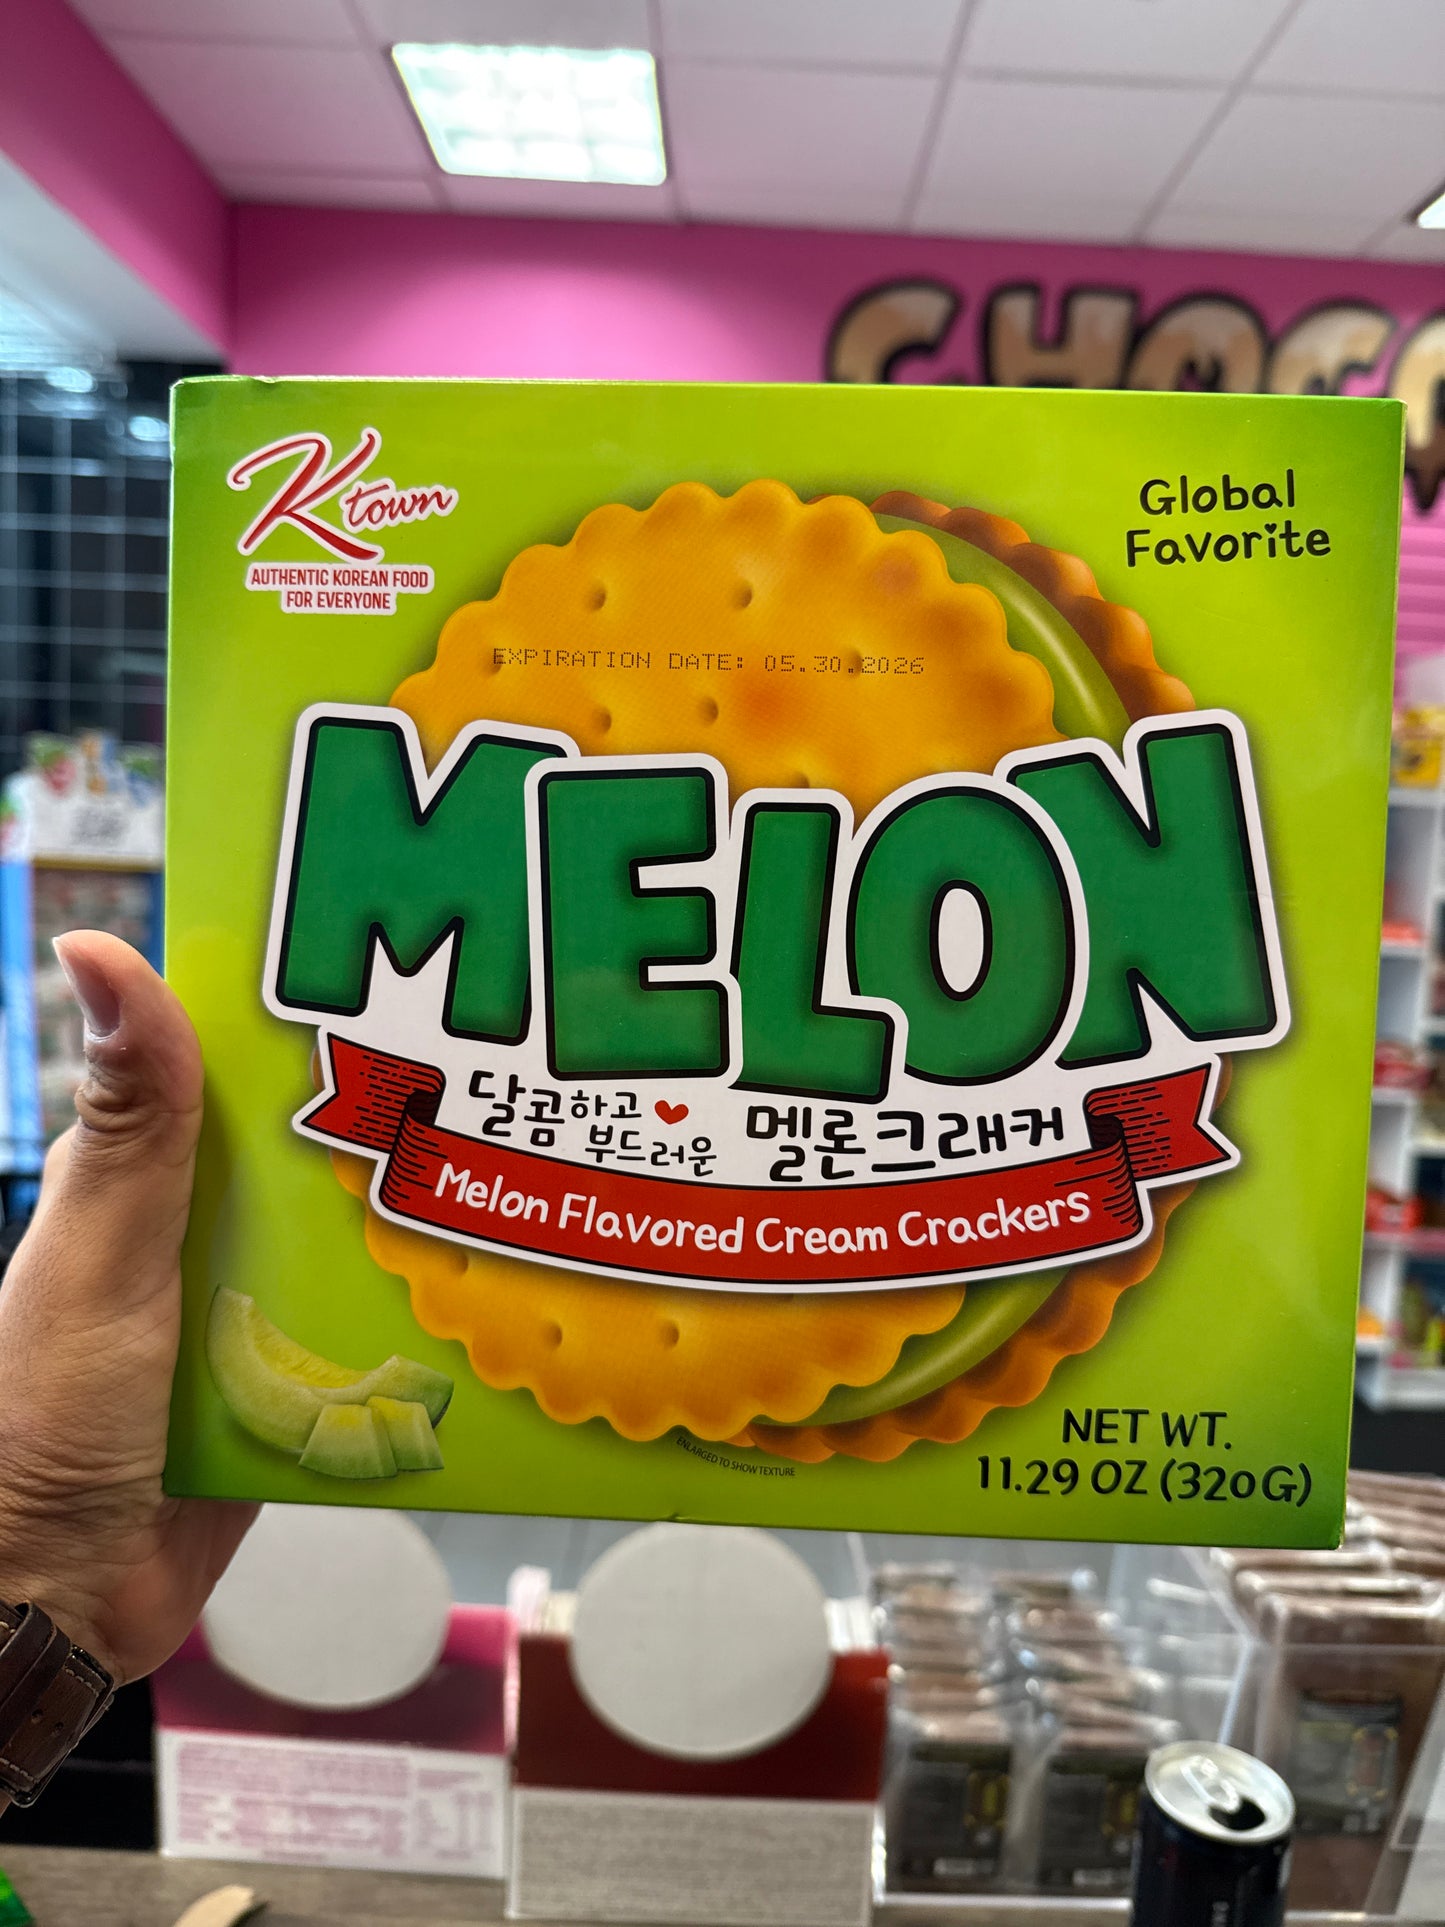 CHOCO
Ktown
AUTHENTIC KOREAN FOOD
FOR EVERYONE
Global
Favorite
EXPIRATION DATE: 05.30.2026
MELON
달콤하고
부드러운
멜론크래커
Melon Flavored Cream Crackers
ENLARGED TO SHOW TEXTURE
NET WT.
11.29 OZ (320G)